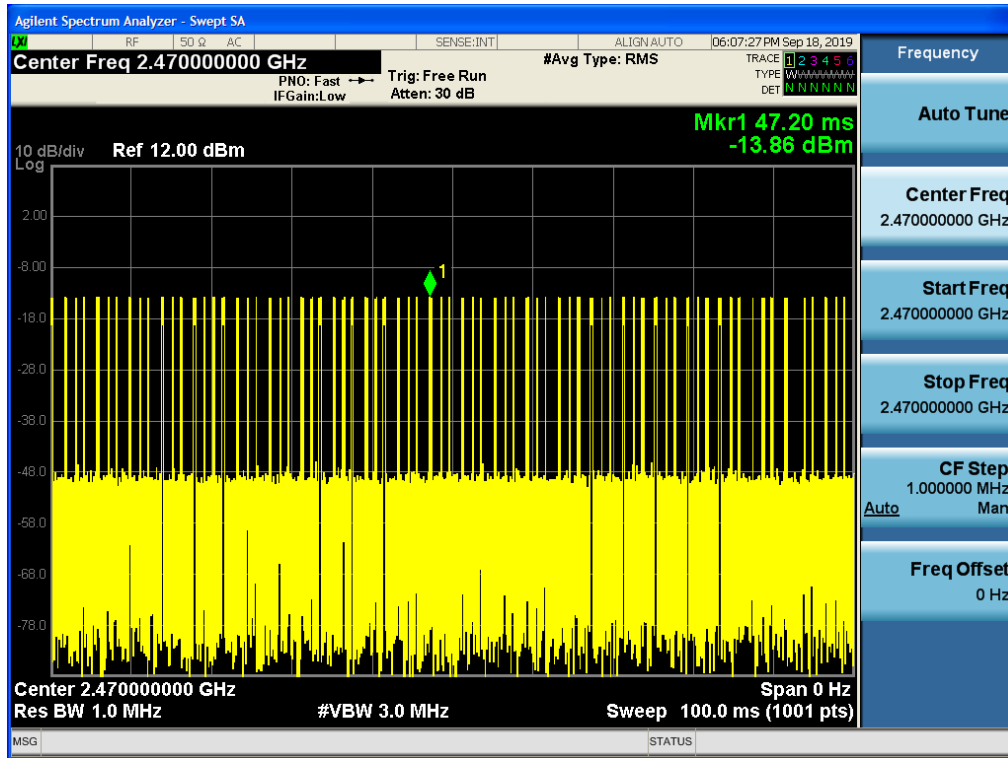 Agilent Spectrum Analyzer - Swept SA
LXI RF 50 Ω AC SENSE:INT ALIGN AUTO 06:07:27 PM Sep 18, 2019
Center Freq 2.470000000 GHz
PNO: Fast
IFGain:Low
Trig: Free Run
Atten: 30 dB
#Avg Type: RMS
TRACE 1 2 3 4 5 6
TYPE
DET N N N N N N
Mkr1 47.20 ms
-13.86 dBm
10 dB/div Ref 12.00 dBm
Log
2.00
-8.00
-18.0
-28.0
-38.0
-48.0
-58.0
-68.0
-78.0
1
Center 2.470000000 GHz Span 0 Hz
Res BW 1.0 MHz #VBW 3.0 MHz Sweep 100.0 ms (1001 pts)
MSG STATUS
Frequency
Auto Tune
Center Freq
2.470000000 GHz
Start Freq
2.470000000 GHz
Stop Freq
2.470000000 GHz
CF Step
1.000000 MHz
Auto Man
Freq Offset
0 Hz